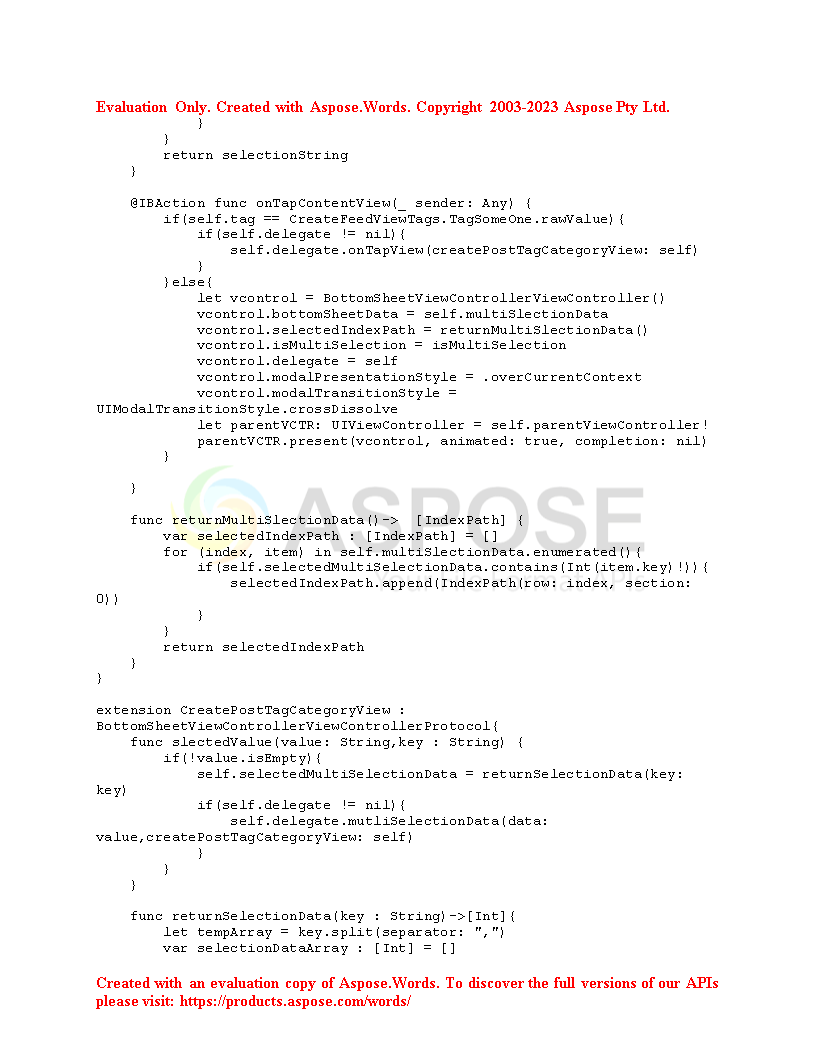 Evaluation Only. Created with Aspose.Words. Copyright 2003-2023 Aspose Pty Ltd.
            }
        }
        return selectionString
    }

    @IBAction func onTapContentView(_ sender: Any) {
        if(self.tag == CreateFeedViewTags.TagSomeOne.rawValue){
            if(self.delegate != nil){
                self.delegate.onTapView(createPostTagCategoryView: self)
            }
        }else{
            let vcontrol = BottomSheetViewControllerViewController()
            vcontrol.bottomSheetData = self.multiSlectionData
            vcontrol.selectedIndexPath = returnMultiSlectionData()
            vcontrol.isMultiSelection = isMultiSelection
            vcontrol.delegate = self
            vcontrol.modalPresentationStyle = .overCurrentContext
            vcontrol.modalTransitionStyle =
UIModalTransitionStyle.crossDissolve
            let parentVCTR: UIViewController = self.parentViewController!
            parentVCTR.present(vcontrol, animated: true, completion: nil)
        }

    }
ASPOSE

    func returnMultiSlectionData()->  [IndexPath] {
        var selectedIndexPath : [IndexPath] = []
        for (index, item) in self.multiSlectionData.enumerated(){
            if(self.selectedMultiSelectionData.contains(Int(item.key)!)){
                selectedIndexPath.append(IndexPath(row: index, section:
0))
            }
        }
        return selectedIndexPath
    }
}

extension CreatePostTagCategoryView :
BottomSheetViewControllerViewControllerProtocol{
    func slectedValue(value: String,key : String) {
        if(!value.isEmpty){
            self.selectedMultiSelectionData = returnSelectionData(key:
key)
            if(self.delegate != nil){
                self.delegate.mutliSelectionData(data:
value,createPostTagCategoryView: self)
            }
        }
    }

    func returnSelectionData(key : String)->[Int]{
        let tempArray = key.split(separator: ",")
        var selectionDataArray : [Int] = []

Created with an evaluation copy of Aspose.Words. To discover the full versions of our APIs
please visit: https://products.aspose.com/words/